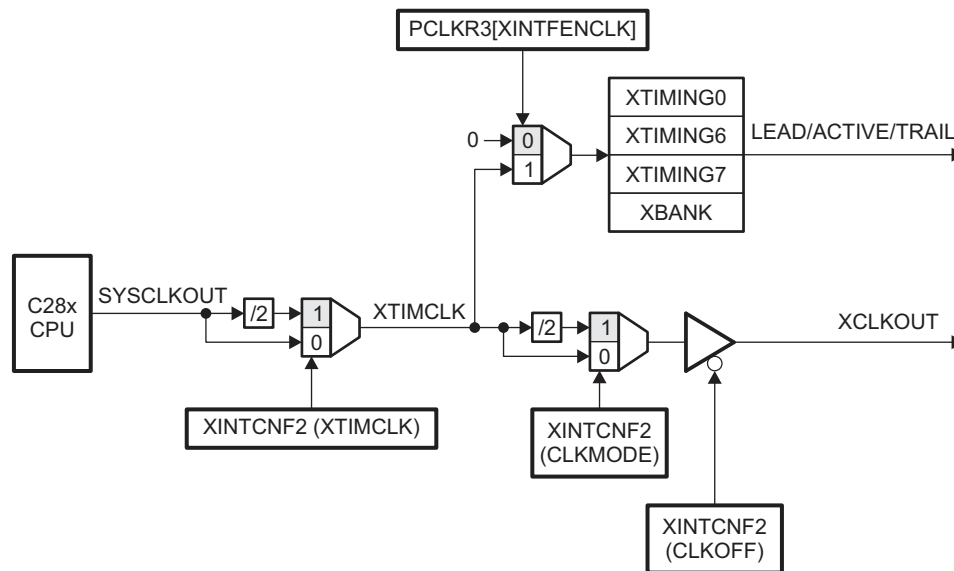 PCLKR3[XINTFENCLK]
XTIMING0
0
0
XTIMING6
LEAD/ACTIVE/TRAIL
1
XTIMING7
XBANK
C28x
CPU
SYSCLKOUT
/2
1
0
XTIMCLK
/2
1
0
XCLKOUT
XINTCNF2 (XTIMCLK)
XINTCNF2
(CLKMODE)
XINTCNF2
(CLKOFF)